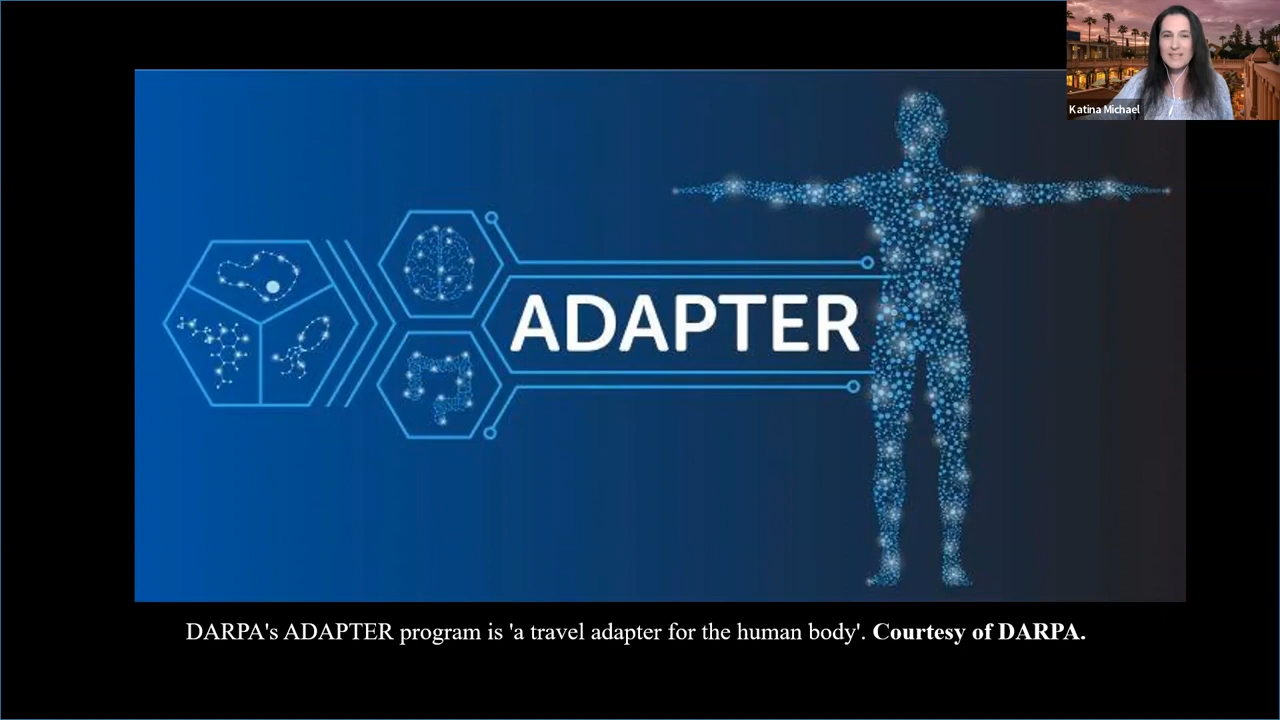 Katina Michael
ADAPTER
DARPA's ADAPTER program is 'a travel adapter for the human body'. Courtesy of DARPA.